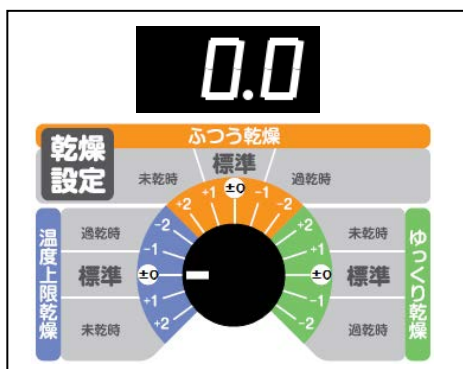 0.0
ふつう乾燥
乾燥
設定
未乾時
標準
過乾時
+2
+1
±0
-1
-2
温度上限乾燥
過乾時
標準
未乾時
-2
-1
±0
+1
+2
+2
+1
±0
-1
-2
未乾時
標準
過乾時
ゆっくり乾燥